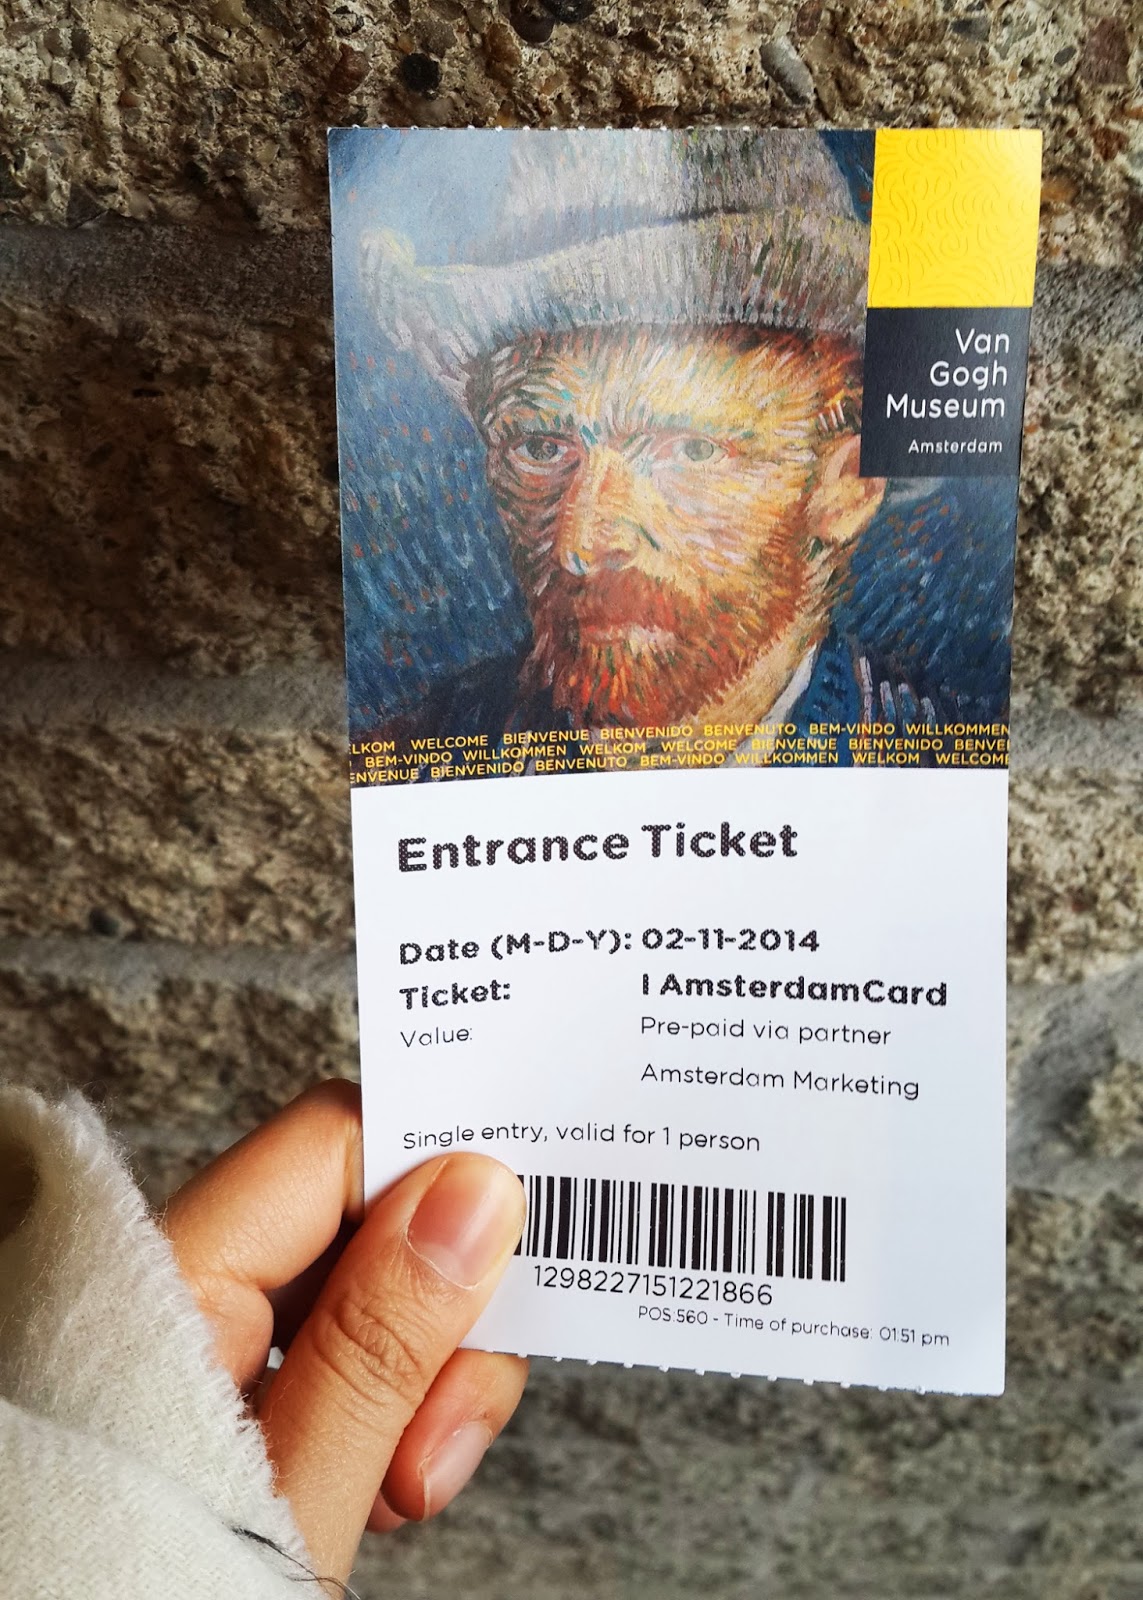 Van
Gogh
Museum
Amsterdam
WELCOME BIENVENUE BIENVENIDO BENVENUTO BEM-VINDO WILLKOMMEN
BEM-VINDO WILLKOMMEN WELKOM WELCOME BIENVENUE BIENVENIDO
BIENVENIDO BENVENUTO BEM-VINDO WILLKOMMEN WELKOM WELCOME
Entrance Ticket
Date (M-D-Y): 02-11-2014
Ticket: I AmsterdamCard
Value: Pre-paid via partner
Amsterdam Marketing
Single entry, valid for 1 person
1298227151221866
POS:560 - Time of purchase: 01:51 pm